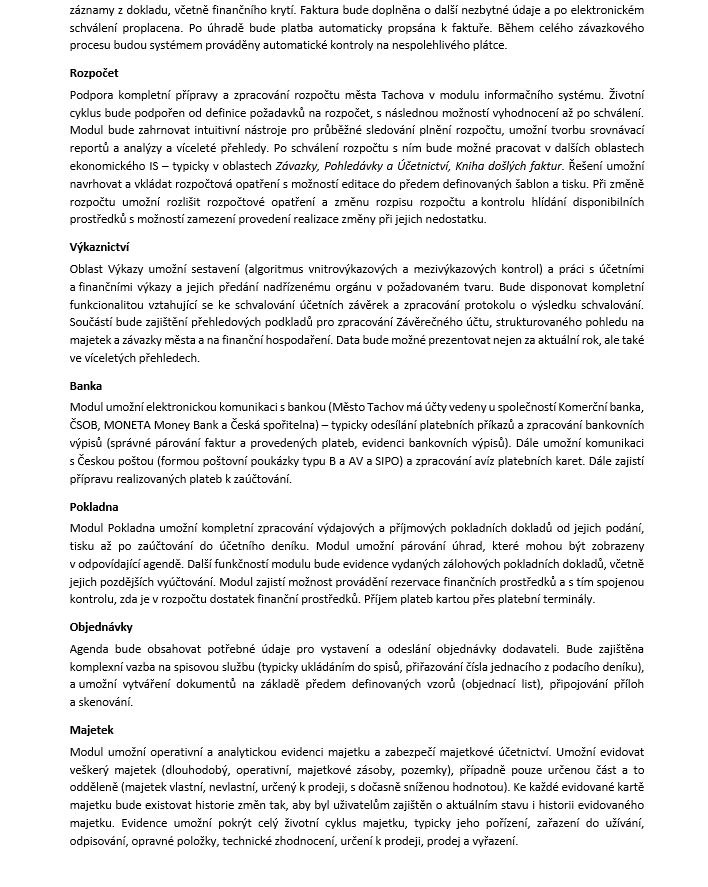 záznamy z dokladu, včetně finančního krytí. Faktura bude doplněna o další nezbytné údaje a po elektronickém
schválení proplacena. Po úhradě bude platba automaticky propsána k faktuře. Během celého závazkového
procesu budou systémem prováděny automatické kontroly na nespolehlivého plátce.
Rozpočet
Podpora kompletní přípravy a zpracování rozpočtu města Tachova v modulu informačního systému. Životní
cyklus bude podpořen od definice požadavků na rozpočet, s následnou možností vyhodnocení až po schválení.
Modul bude zahrnovat intuitivní nástroje pro průběžné sledování plnění rozpočtu, umožní tvorbu srovnávací
reportů a analýzy a víceleté přehledy. Po schválení rozpočtu s ním bude možné pracovat v dalších oblastech
ekonomického IS – typicky v oblastech Závazky, Pohledávky a Účetnictví, Kniha došlých faktur. Řešení umožní
navrhovat a vkládat rozpočtová opatření s možností editace do předem definovaných šablon a tisku. Při změně
rozpočtu umožní rozlišit rozpočtové opatření a změnu rozpisu rozpočtu a kontrolu hlídání disponibilních
prostředků s možností zamezení provedení realizace změny při jejich nedostatku.
Výkaznictví
Oblast Výkazy umožní sestavení (algoritmus vnitrovýkazových a mezivýkazových kontrol) a práci s účetními
a finančními výkazy a jejich předání nadřízenému orgánu v požadovaném tvaru. Bude disponovat kompletní
funkcionalitou vztahující se ke schvalování účetních závěrek a zpracování protokolu o výsledku schvalování.
Součástí bude zajištění přehledových podkladů pro zpracování Závěrečného účtu, strukturovaného pohledu na
majetek a závazky města a na finanční hospodaření. Data bude možné prezentovat nejen za aktuální rok, ale také
ve víceletých přehledech.
Banka
Modul umožní elektronickou komunikaci s bankou (Město Tachov má účty vedeny u společností Komerční banka,
ČSOB, MONETA Money Bank a Česká spořitelna) – typicky odesílání platebních příkazů a zpracování bankovních
výpisů (správné párování faktur a provedených plateb, evidenci bankovních výpisů). Dále umožní komunikaci
s Českou poštou (formou poštovní poukázky typu B a AV a SIPO) a zpracování avíz platebních karet. Dále zajistí
přípravu realizovaných plateb k zaúčtování.
Pokladna
Modul Pokladna umožní kompletní zpracování výdajových a příjmových pokladních dokladů od jejich podání,
tisku až po zaúčtování do účetního deníku. Modul umožní párování úhrad, které mohou být zobrazeny
v odpovídající agendě. Další funkčností modulu bude evidence vydaných zálohových pokladních dokladů, včetně
jejich pozdějších vyúčtování. Modul zajistí možnost provádění rezervace finančních prostředků a s tím spojenou
kontrolu, zda je v rozpočtu dostatek finanční prostředků. Příjem plateb kartou přes platební terminály.
Objednávky
Agenda bude obsahovat potřebné údaje pro vystavení a odeslání objednávky dodavateli. Bude zajištěna
komplexní vazba na spisovou službu (typicky ukládáním do spisů, přiřazování čísla jednacího z podacího deníku),
a umožní vytváření dokumentů na základě předem definovaných vzorů (objednací list), připojování příloh
a skenování.
Majetek
Modul umožní operativní a analytickou evidenci majetku a zabezpečí majetkové účetnictví. Umožní evidovat
veškerý majetek (dlouhodobý, operativní, majetkové zásoby, pozemky), případně pouze určenou část a to
odděleně (majetek vlastní, nevlastní, určený k prodeji, s dočasně sníženou hodnotou). Ke každé evidované kartě
majetku bude existovat historie změn tak, aby byl uživatelům zajištěn o aktuálním stavu i historii evidovaného
majetku. Evidence umožní pokrýt celý životní cyklus majetku, typicky jeho pořízení, zařazení do užívání,
odpisování, opravné položky, technické zhodnocení, určení k prodeji, prodej a vyřazení.